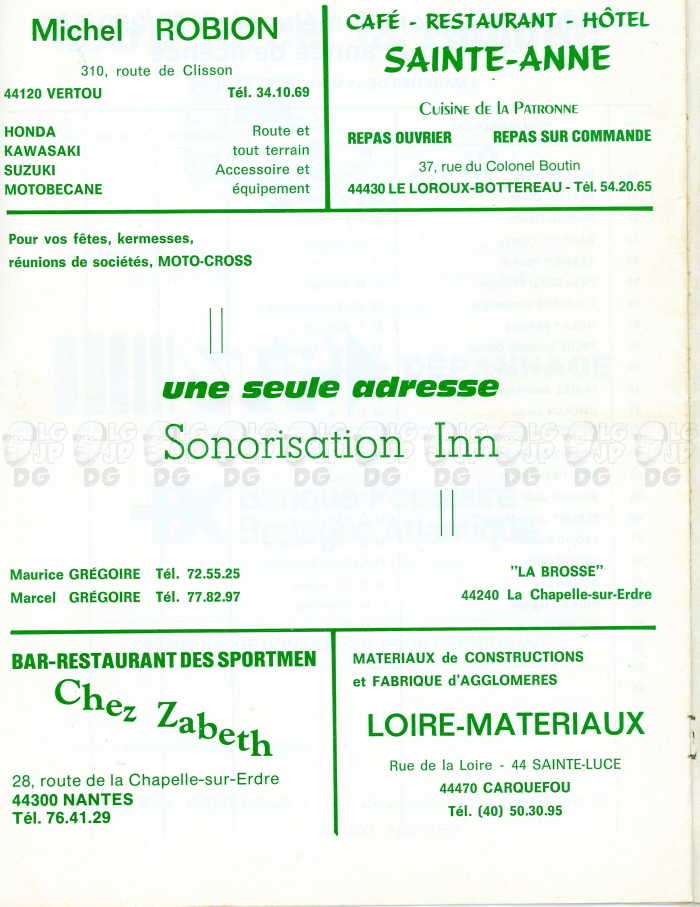 Michel ROBION
310, route de Clisson
44120 VERTOU Tél. 34.10.69
HONDA Route et
KAWASAKI tout terrain
SUZUKI Accessoire et
MOTOBECANE équipement
CAFÉ - RESTAURANT - HÔTEL
SAINTE-ANNE
CUISINE DE LA PATRONNE
REPAS OUVRIER REPAS SUR COMMANDE
37, rue du Colonel Boutin
44430 LE LOROUX-BOTTEREAU - Tél. 54.20.65
Pour vos fêtes, kermesses,
réunions de sociétés, MOTO-CROSS
une seule adresse
Sonorisation Inn
Maurice GRÉGOIRE Tél. 72.55.25
Marcel GRÉGOIRE Tél. 77.82.97
"LA BROSSE"
44240 La Chapelle-sur-Erdre
BAR-RESTAURANT DES SPORTMEN
Chez Zabeth
28, route de la Chapelle-sur-Erdre
44300 NANTES
Tél. 76.41.29
MATERIAUX de CONSTRUCTIONS
et FABRIQUE d'AGGLOMERES
LOIRE-MATERIAUX
Rue de la Loire - 44 SAINTE-LUCE
44470 CARQUEFOU
Tél. (40) 50.30.95